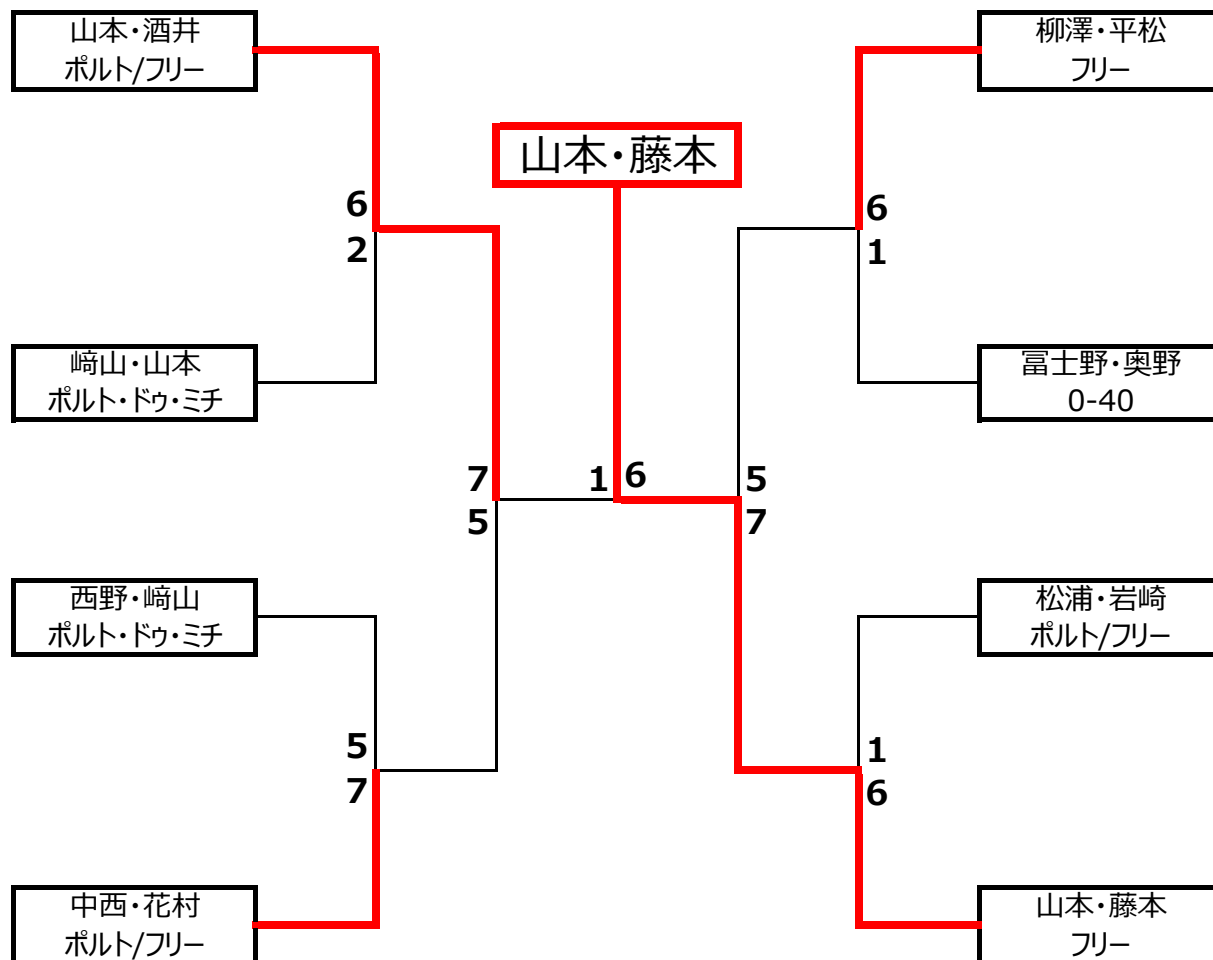 山本・酒井
ポルト/フリー
柳澤・平松
フリー
山本・藤本
6
2
6
1
﨑山・山本
ポルト・ドゥ・ミチ
冨士野・奥野
0-40
7
5
1 6
5
7
西野・﨑山
ポルト・ドゥ・ミチ
松浦・岩崎
ポルト/フリー
5
7
1
6
中西・花村
ポルト/フリー
山本・藤本
フリー